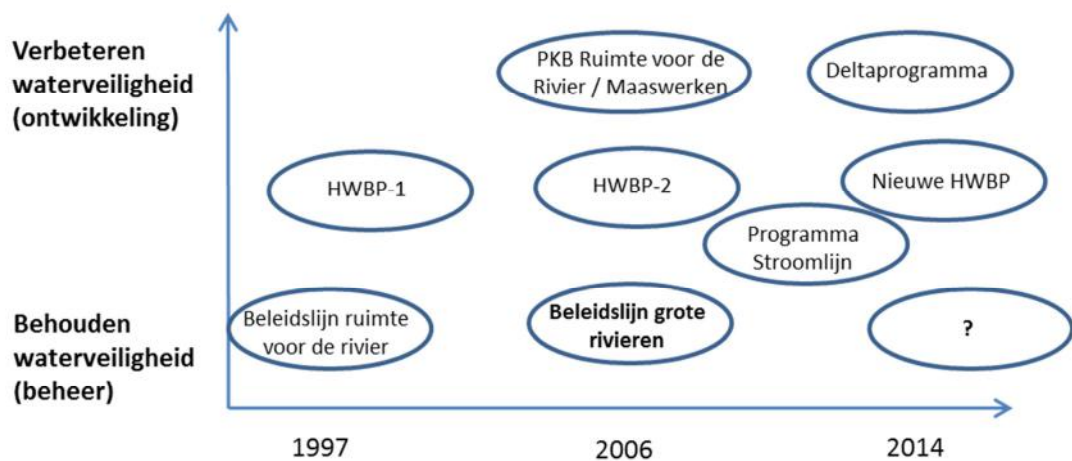 Verbeteren
waterveiligheid
(ontwikkeling)
PKB Ruimte voor de
Rivier / Maaswerken
Deltaprogramma
HWBP-1
HWBP-2
Nieuwe HWBP
Programma
Stroomlijn
Behouden
waterveiligheid
(beheer)
Beleidslijn ruimte
voor de rivier
Beleidslijn grote
rivieren
?
1997
2006
2014